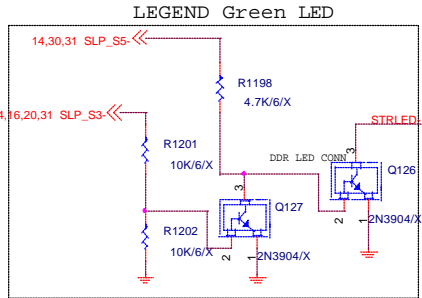 LEGEND Green LED
14,30,31 SLP_S5-
R1198
4.7K/6/X
4,16,20,31 SLP_S3-
STRLED-
R1201
10K/6/X
DDR LED CONN
3
Q126
3
Q127
2
1
2N3904/X
R1202
10K/6/X
2
1
2N3904/X